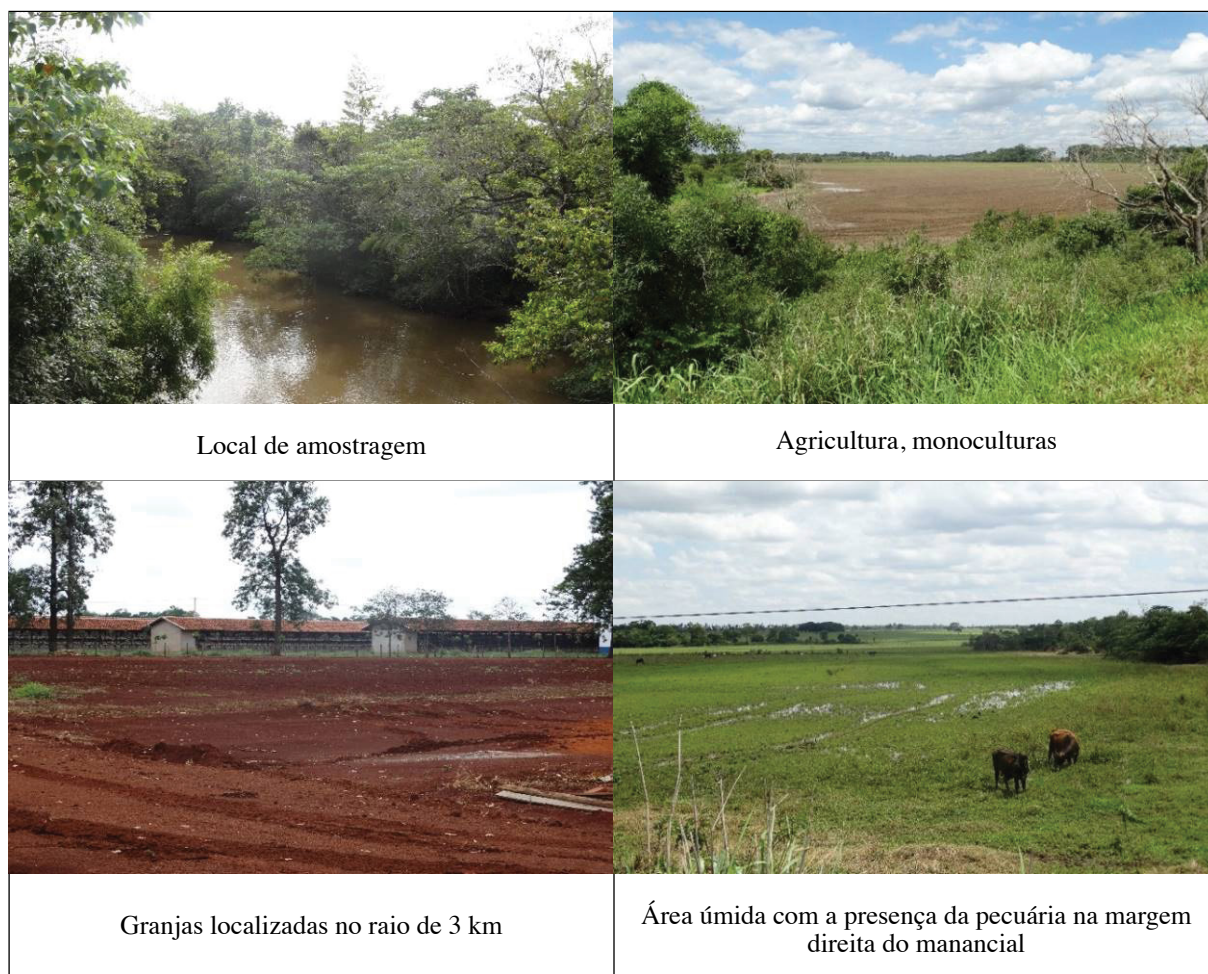 Local de amostragem
Agricultura, monoculturas
Granjas localizadas no raio de 3 km
Área úmida com a presença da pecuária na margem
direita do manancial